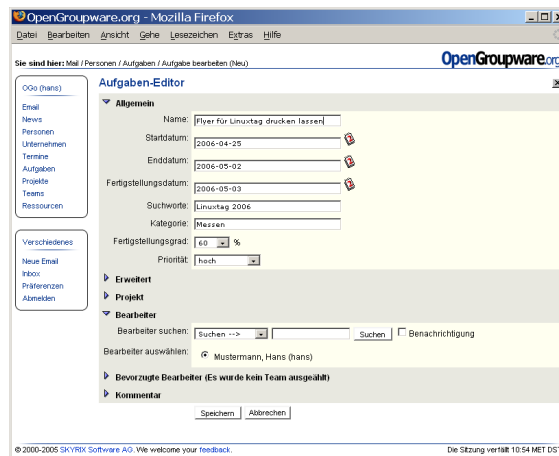 OpenGroupware.org - Mozilla Firefox
Datei Bearbeiten Ansicht Gehe Lesezeichen Extras Hilfe
Sie sind hier: Mail / Personen / Aufgaben / Aufgabe bearbeiten (Neu)
OpenGroupware.org
OGo (hans)
Email
News
Personen
Unternehmen
Termine
Aufgaben
Projekte
Teams
Ressourcen
Verschiedenes
Neue Email
Inbox
Präferenzen
Abmelden
Aufgaben-Editor
Allgemein
Name: Flyer für Linuxtag drucken lassen
Startdatum: 2006-04-25
Enddatum: 2006-05-02
Fertigstellungsdatum: 2006-05-03
Suchworte: Linuxtag 2006
Kategorie: Messen
Fertigstellungsgrad: 60 %
Priorität: hoch
Erweitert
Projekt
Bearbeiter
Bearbeiter suchen: Suchen --> Suchen Benachrichtigung
Bearbeiter auswählen: Mustermann, Hans (hans)
Bevorzugte Bearbeiter (Es wurde kein Team ausgeählt)
Kommentar
Speichern Abbrechen
© 2000-2005 SKYRIX Software AG. We welcome your feedback.
Die Sitzung verfällt 10:54 MET DST